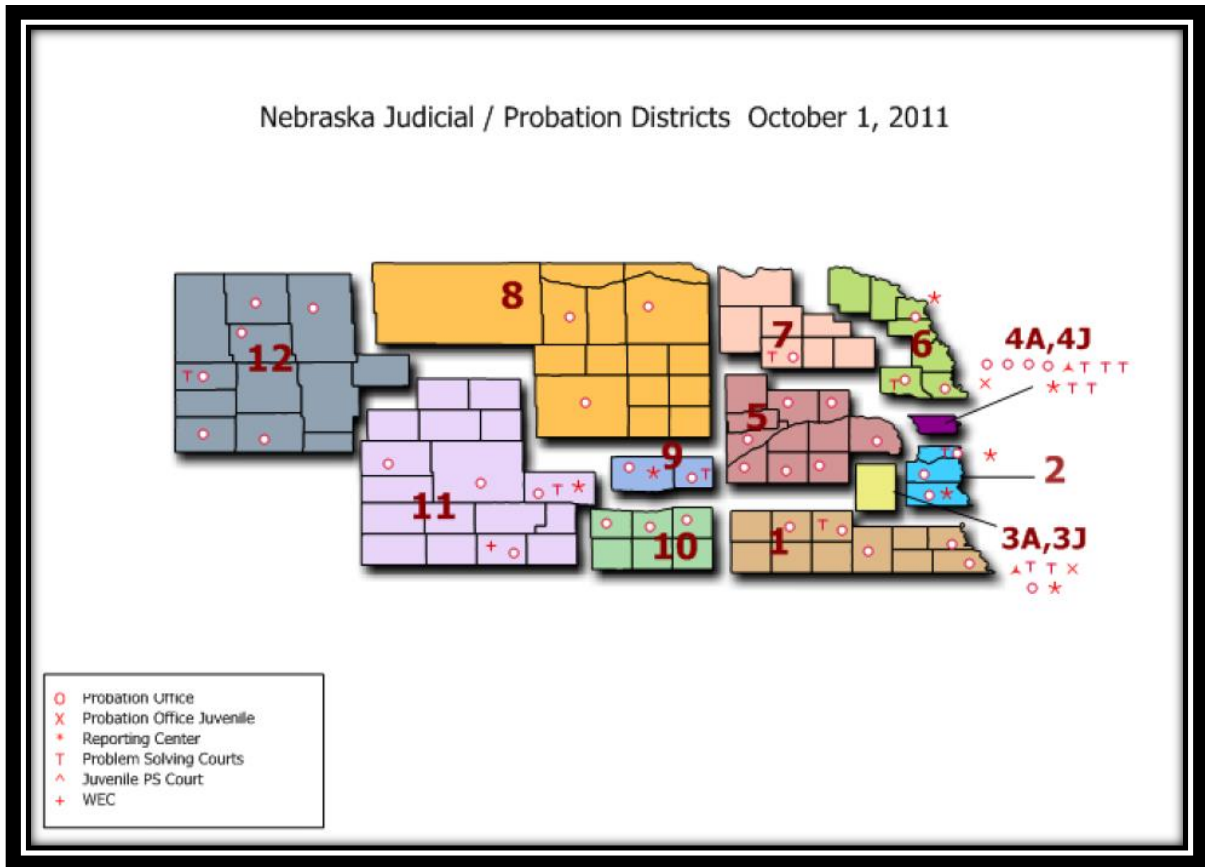 Nebraska Judicial / Probation Districts October 1, 2011
8
7
6
4A,4J
O O O O ^ T T T
X
* T T
12
T O
5
T O
T
9
T O *
2
O * O T
11
O T *
O *
10
1
T O
3A,3J
+ O
^ T T X
O *
O Probation Office
X Probation Office Juvenile
* Reporting Center
T Problem Solving Courts
^ Juvenile PS Court
+ WEC